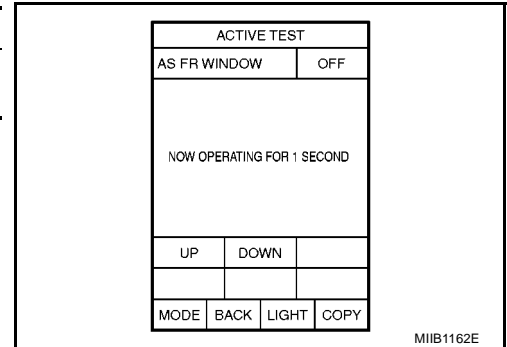 ACTIVE TEST
AS FR WINDOW OFF
NOW OPERATING FOR 1 SECOND
UP DOWN
MODE BACK LIGHT COPY
MIIB1162E